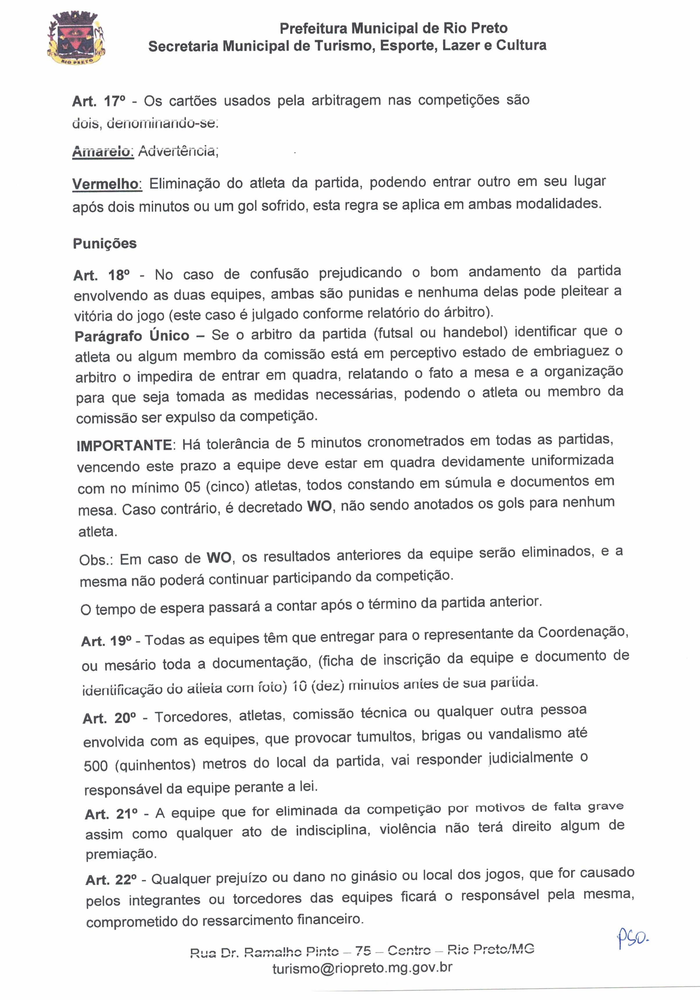 RIO PRETO
Prefeitura Municipal de Rio Preto
Secretaria Municipal de Turismo, Esporte, Lazer e Cultura
Art. 17º - Os cartões usados pela arbitragem nas competições são
dois, denominando-se:
Amarelo: Advertência;
Vermelho: Eliminação do atleta da partida, podendo entrar outro em seu lugar
após dois minutos ou um gol sofrido, esta regra se aplica em ambas modalidades.
Punições
Art. 18º - No caso de confusão prejudicando o bom andamento da partida
envolvendo as duas equipes, ambas são punidas e nenhuma delas pode pleitear a
vitória do jogo (este caso é julgado conforme relatório do árbitro).
Parágrafo Único – Se o arbitro da partida (futsal ou handebol) identificar que o
atleta ou algum membro da comissão está em perceptivo estado de embriaguez o
arbitro o impedira de entrar em quadra, relatando o fato a mesa e a organização
para que seja tomada as medidas necessárias, podendo o atleta ou membro da
comissão ser expulso da competição.
IMPORTANTE: Há tolerância de 5 minutos cronometrados em todas as partidas,
vencendo este prazo a equipe deve estar em quadra devidamente uniformizada
com no mínimo 05 (cinco) atletas, todos constando em súmula e documentos em
mesa. Caso contrário, é decretado WO, não sendo anotados os gols para nenhum
atleta.
Obs.: Em caso de WO, os resultados anteriores da equipe serão eliminados, e a
mesma não poderá continuar participando da competição.
O tempo de espera passará a contar após o término da partida anterior.
Art. 19º - Todas as equipes têm que entregar para o representante da Coordenação,
ou mesário toda a documentação, (ficha de inscrição da equipe e documento de
identificação do atleta com foto) 10 (dez) minutos antes de sua partida.
Art. 20º - Torcedores, atletas, comissão técnica ou qualquer outra pessoa
envolvida com as equipes, que provocar tumultos, brigas ou vandalismo até
500 (quinhentos) metros do local da partida, vai responder judicialmente o
responsável da equipe perante a lei.
Art. 21º - A equipe que for eliminada da competição por motivos de falta grave
assim como qualquer ato de indisciplina, violência não terá direito algum de
premiação.
Art. 22º - Qualquer prejuízo ou dano no ginásio ou local dos jogos, que for causado
pelos integrantes ou torcedores das equipes ficará o responsável pela mesma,
comprometido do ressarcimento financeiro.
PSO.
Rua Dr. Ramalho Pinto – 75 – Centro – Rio Preto/MG
turismo@riopreto.mg.gov.br